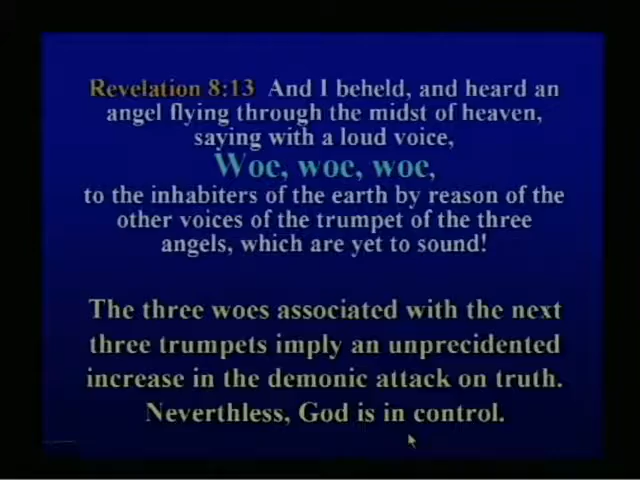 Revelation 8:13 And I beheld, and heard an
angel flying through the midst of heaven,
saying with a loud voice,
Woe, woe, woe,
to the inhabiters of the earth by reason of the
other voices of the trumpet of the three
angels, which are yet to sound!
The three woes associated with the next
three trumpets imply an unprecidented
increase in the demonic attack on truth.
Neverthless, God is in control.